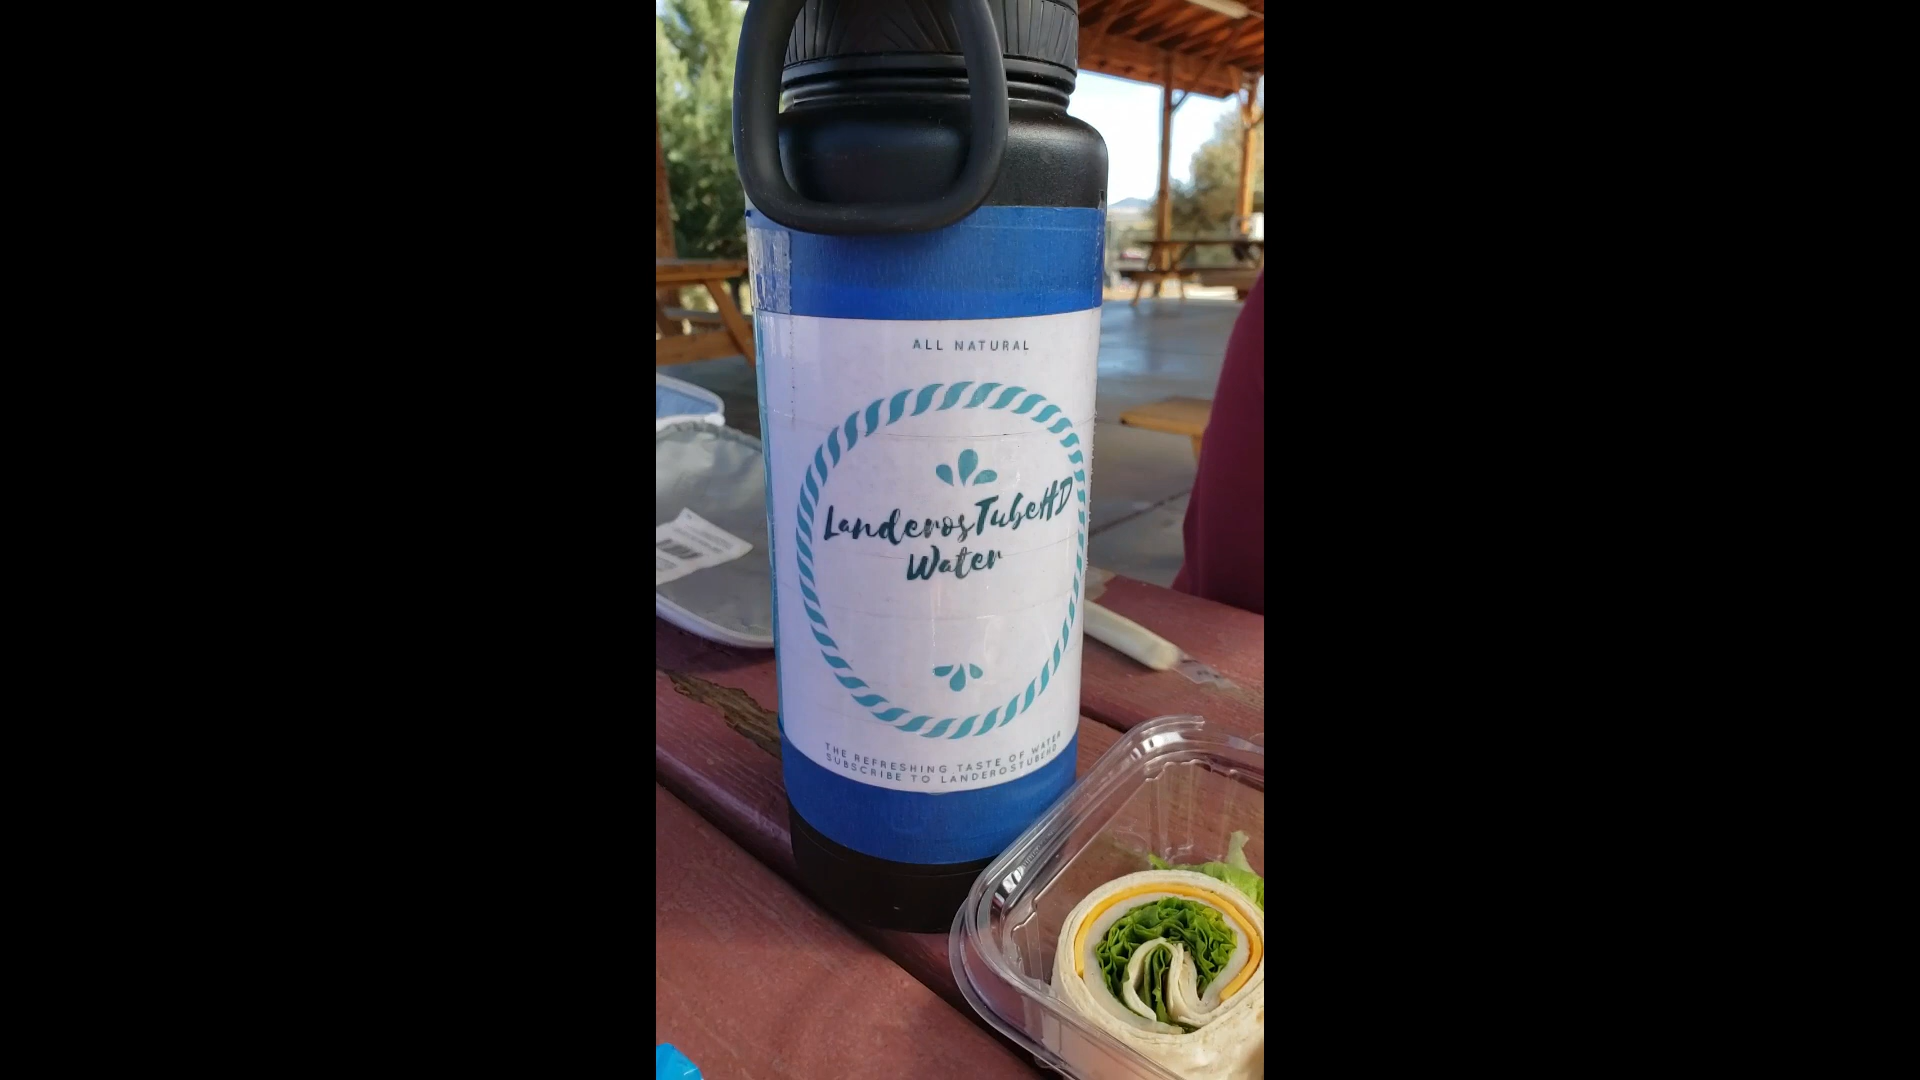 ALL NATURAL
LanderosTubeHD
Water
THE REFRESHING TASTE OF WATER
SUBSCRIBE TO LANDEROSTUBEHD